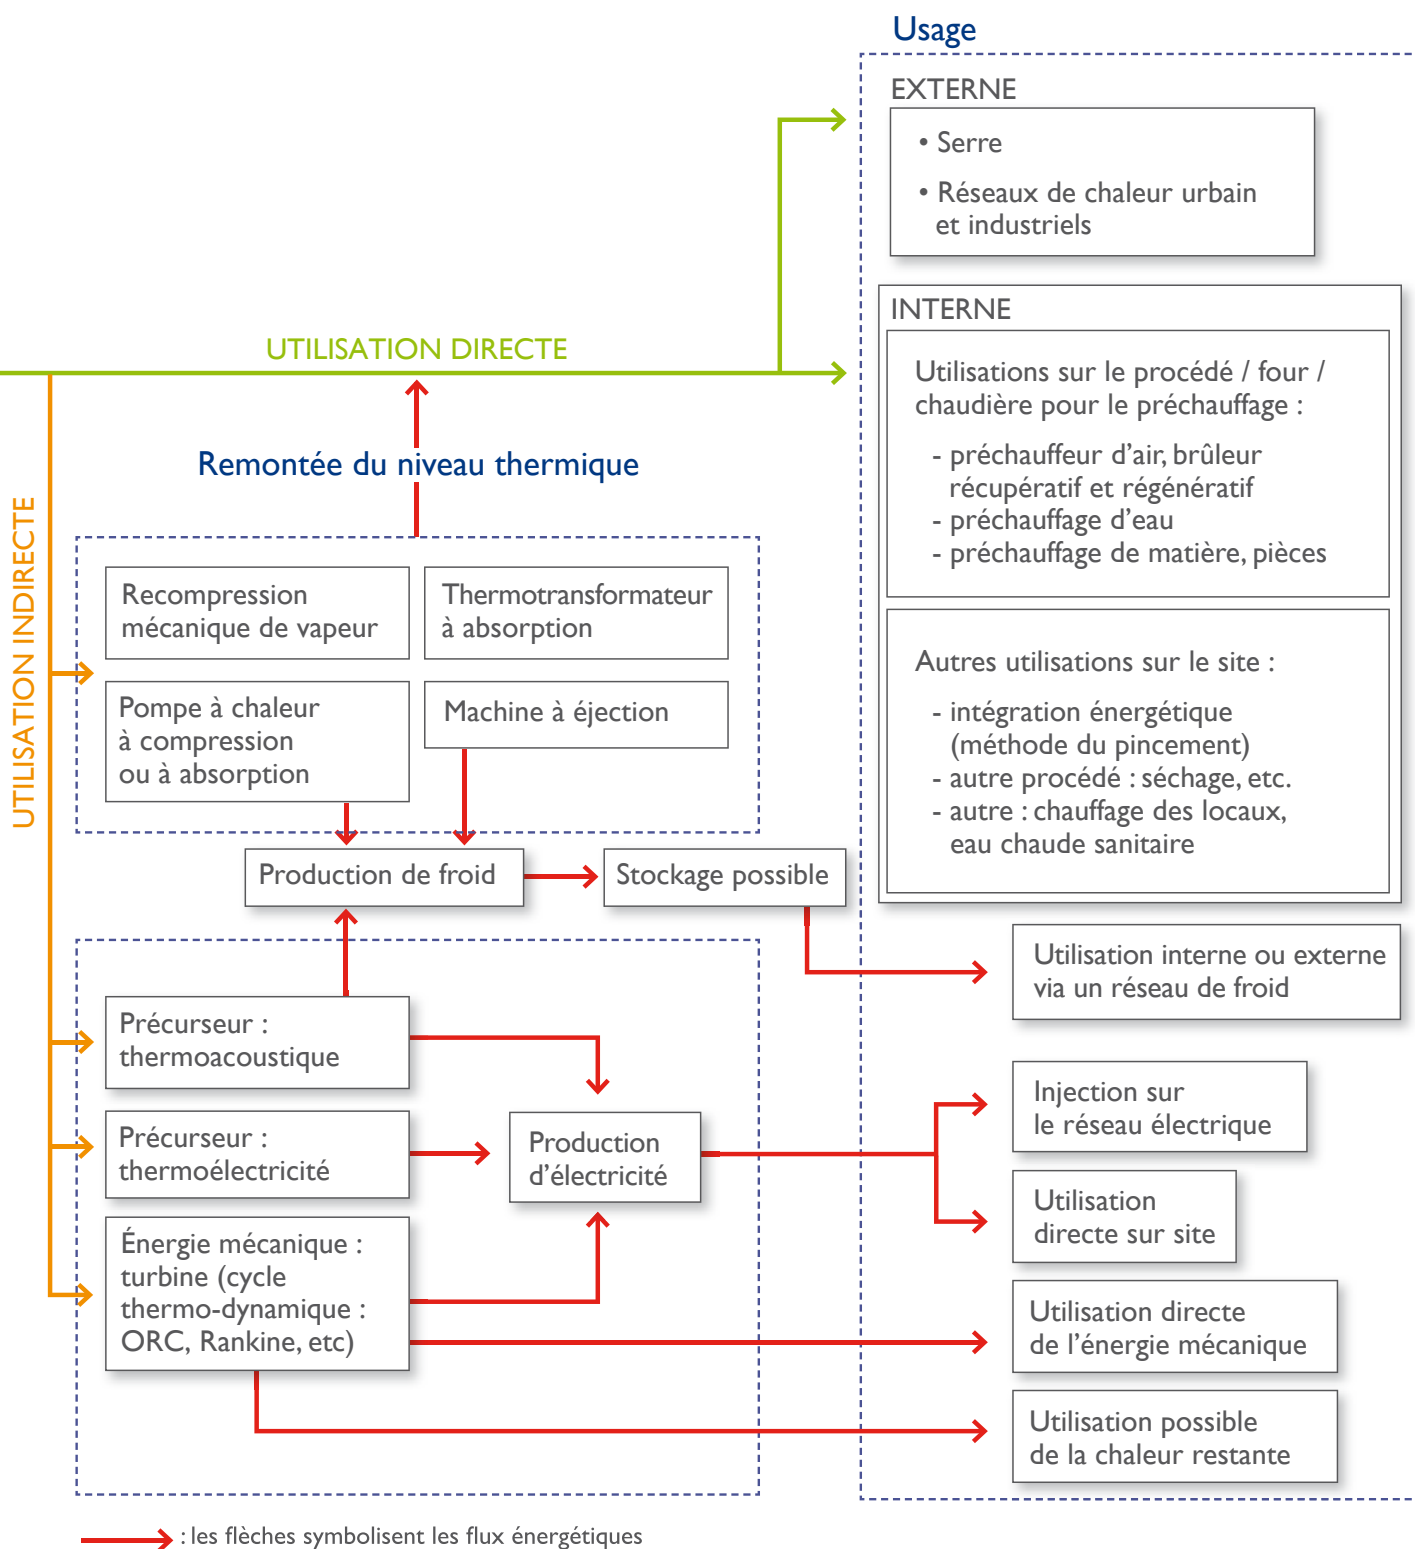 Usage
EXTERNE
• Serre
• Réseaux de chaleur urbain
et industriels
INTERNE
Utilisations sur le procédé / four /
chaudière pour le préchauffage :
- préchauffeur d’air, brûleur
récupératif et régénératif
- préchauffage d’eau
- préchauffage de matière, pièces
Autres utilisations sur le site :
- intégration énergétique
(méthode du pincement)
- autre procédé : séchage, etc.
- autre : chauffage des locaux,
eau chaude sanitaire
UTILISATION DIRECTE
Remontée du niveau thermique
UTILISATION INDIRECTE
Recompression
mécanique de vapeur
Thermotransformateur
à absorption
Pompe à chaleur
à compression
ou à absorption
Machine à éjection
Production de froid
Stockage possible
Utilisation interne ou externe
via un réseau de froid
Précurseur :
thermoacoustique
Précurseur :
thermoélectricité
Énergie mécanique :
turbine (cycle
thermo-dynamique :
ORC, Rankine, etc)
Production
d’électricité
Injection sur
le réseau électrique
Utilisation
directe sur site
Utilisation directe
de l’énergie mécanique
Utilisation possible
de la chaleur restante
: les flèches symbolisent les flux énergétiques